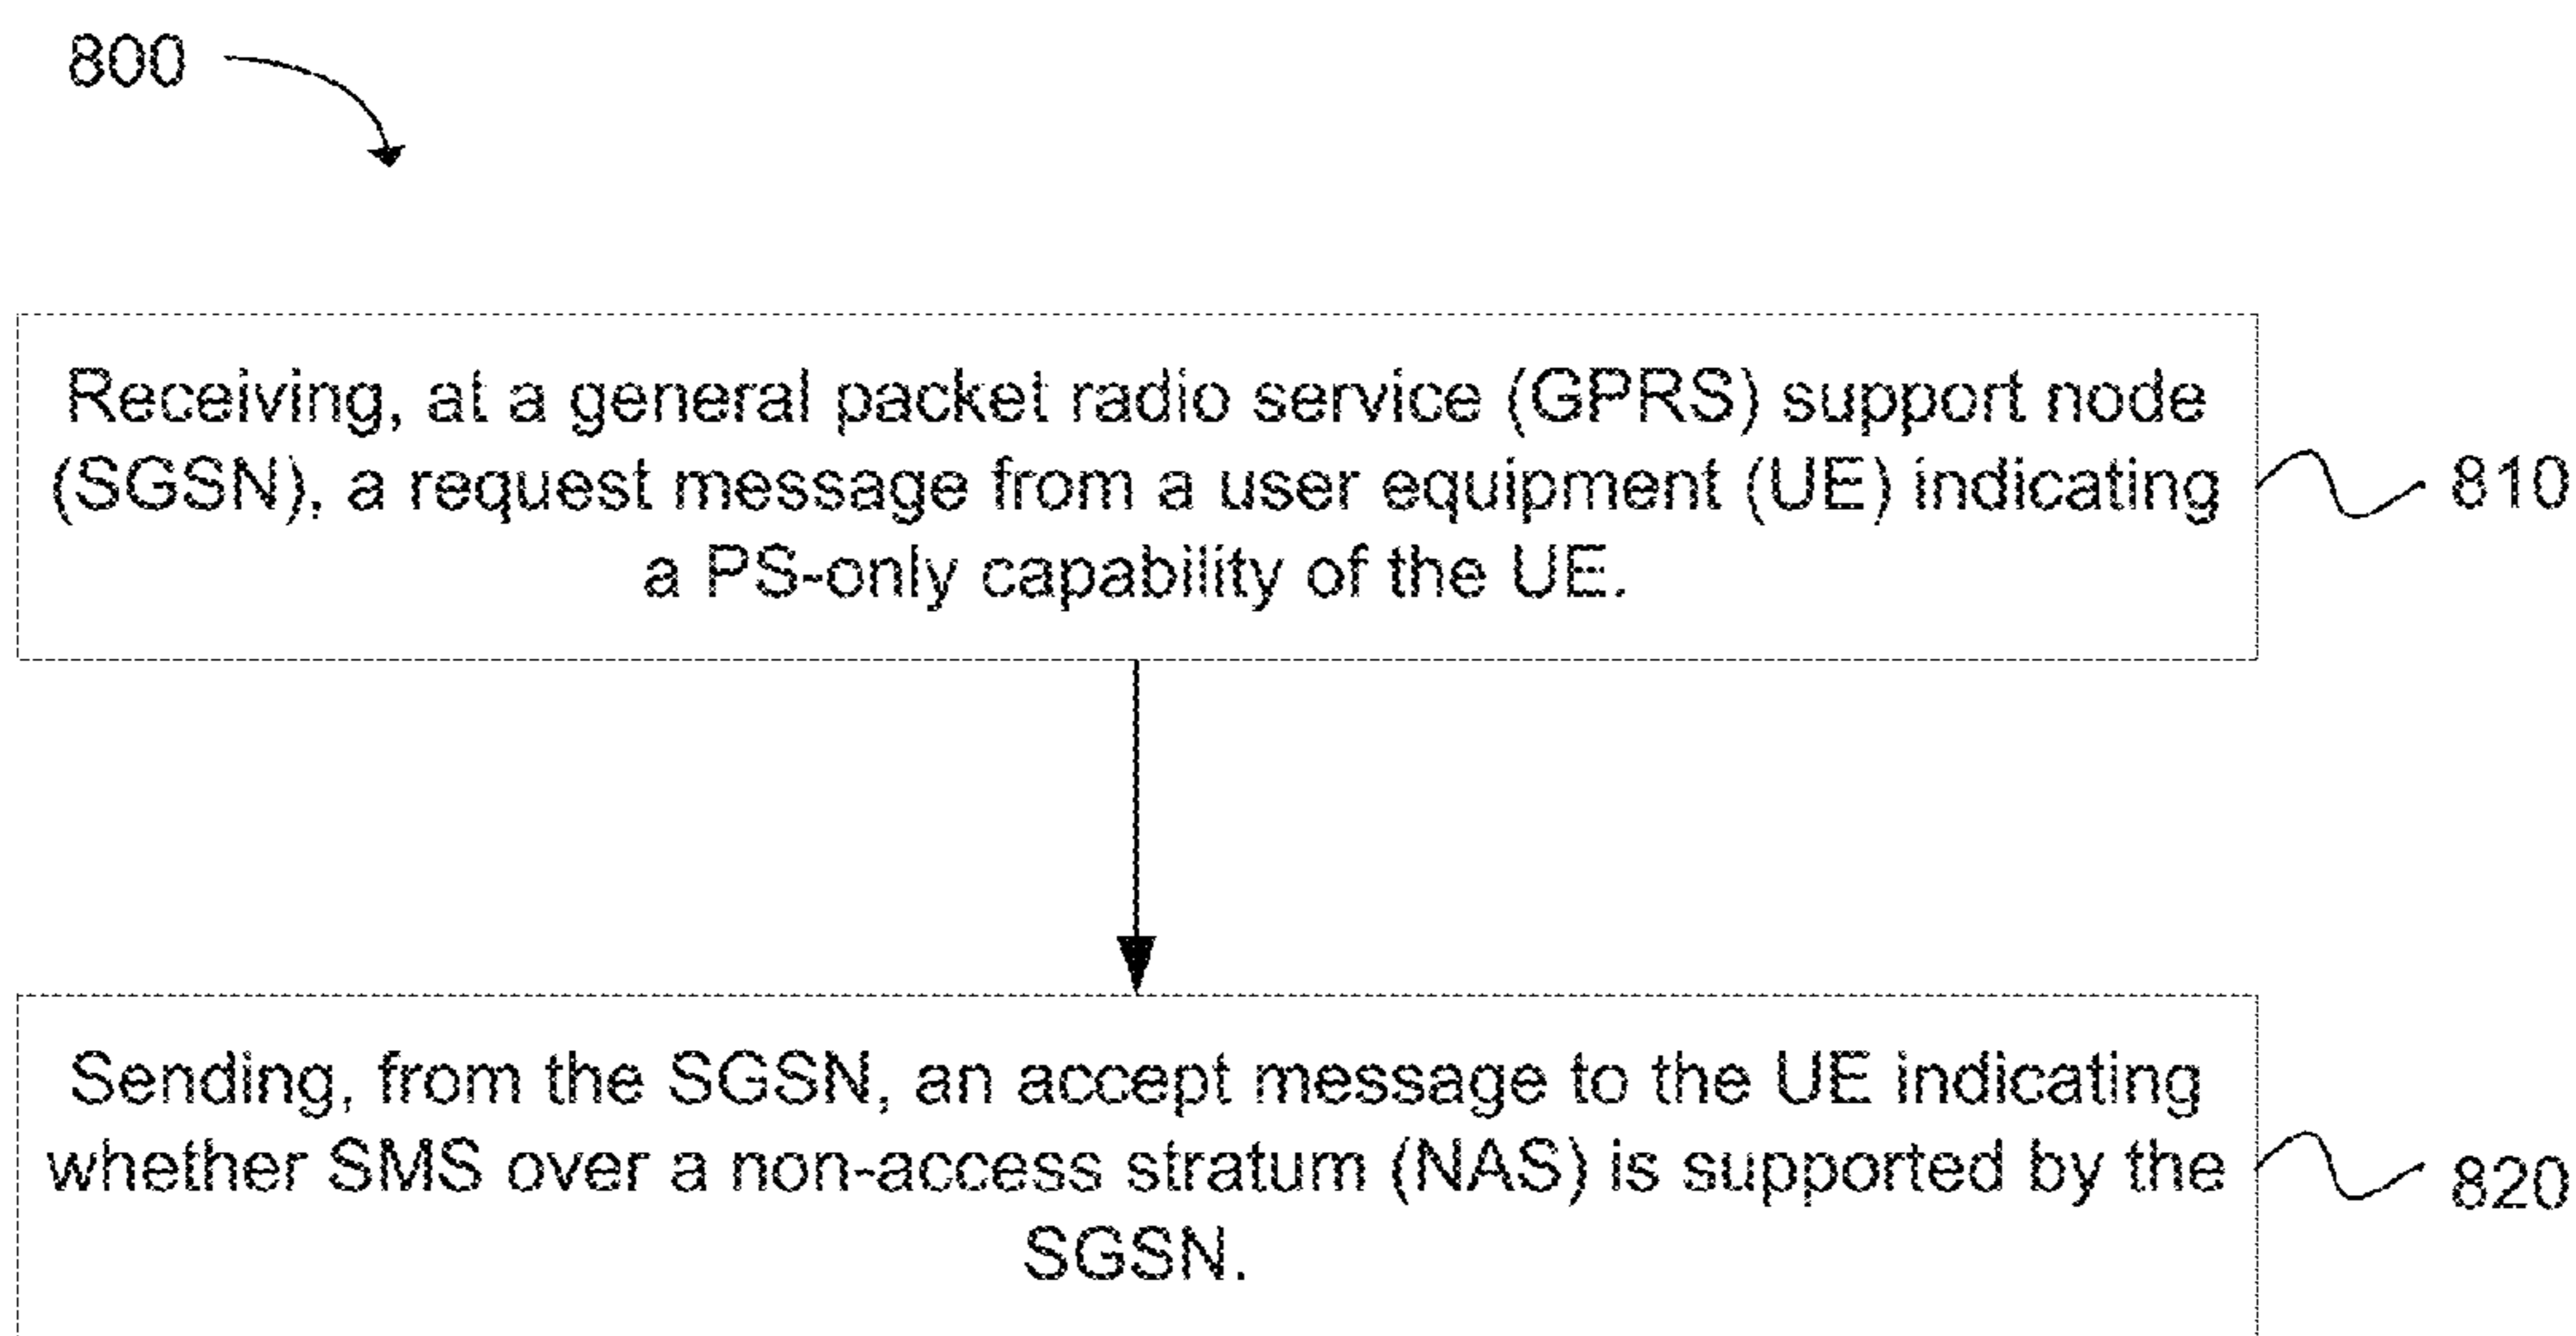 800
Receiving, at a general packet radio service (GPRS) support node
(SGSN), a request message from a user equipment (UE) indicating
a PS-only capability of the UE.
810
Sending, from the SGSN, an accept message to the UE indicating
whether SMS over a non-access stratum (NAS) is supported by the
SGSN.
820